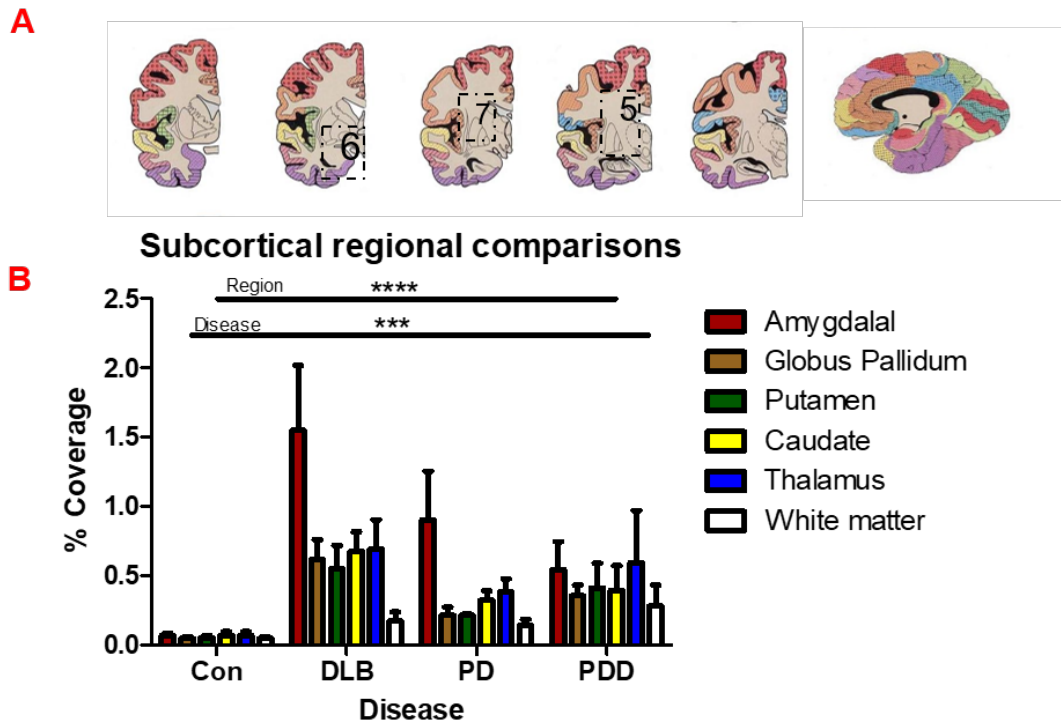 A
6
7
5
Subcortical regional comparisons
B
Region ****
Disease ***
2.5
2.0
1.5
1.0
0.5
0.0
% Coverage
Con DLB PD PDD
Disease
Amygdalal
Globus Pallidum
Putamen
Caudate
Thalamus
White matter